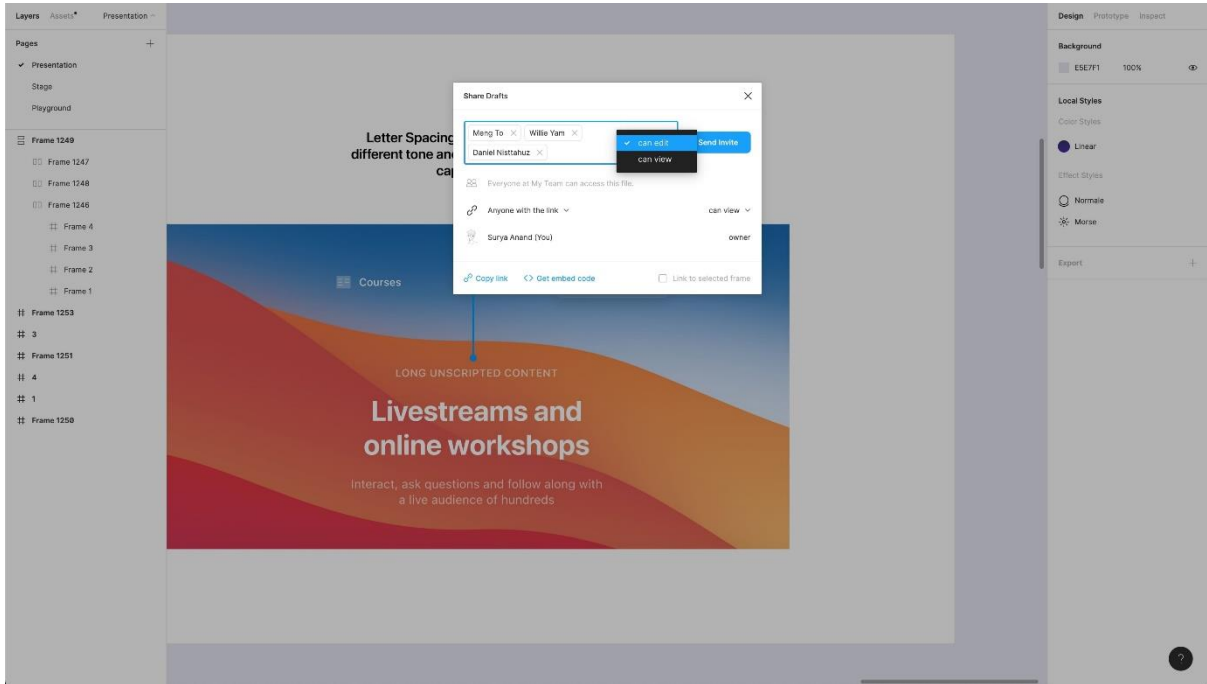 Layers Assets Presentation
Design Prototype Inspect
Pages
Presentation
Stage
Playground
Frame 1249
Frame 1247
Frame 1248
Frame 1246
Frame 4
Frame 3
Frame 2
Frame 1
Frame 1253
3
Frame 1251
4
1
Frame 1250
Letter Spacing
different tone an
cap
Share Drafts
Meng To Willie Yam
Daniel Nisttahuz
can edit
can view
Send Invite
Everyone at My Team can access this file.
Anyone with the link can view
Surya Anand (You) owner
Copy link <> Get embed code Link to selected frame
Courses
LONG UNSCRIPTED CONTENT
Livestreams and
online workshops
Interact, ask questions and follow along with
a live audience of hundreds
Background
E5E7F1 100%
Local Styles
Color Styles
Linear
Effect Styles
Normale
Morse
Export
?